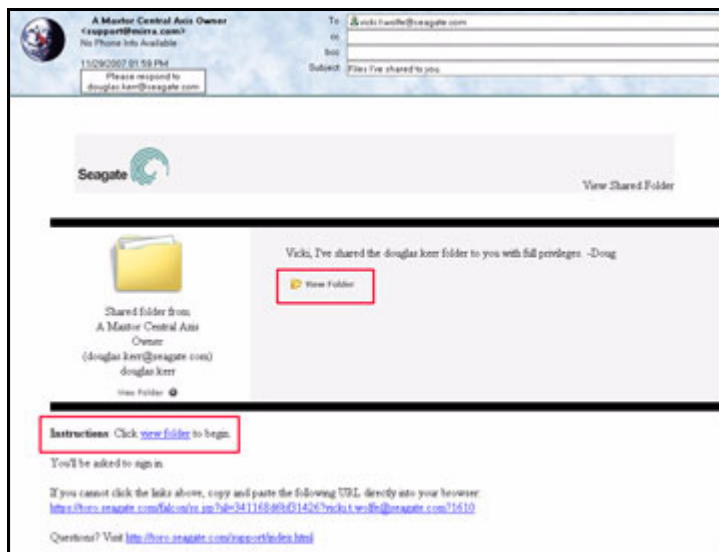 A Maxtor Central Axis Owner
<support@mirra.com>
No Phone Info Available
11/29/2007 01:59 PM
Please respond to
douglas.kerr@seagate.com
To vicki.t.wolfe@seagate.com
cc
bcc
Subject Files I've shared to you.
Seagate
View Shared Folder
Vicki, I've shared the douglas kerr folder to you with full privileges. -Doug
View Folder
Shared folder from:
A Maxtor Central Axis
Owner
(douglas.kerr@seagate.com)
douglas kerr
View Folder
Instructions Click view folder to begin.
You'll be asked to sign in.
If you cannot click the links above, copy and paste the following URL directly into your browser:
Questions? Visit http://toro.seagate.com/support/index.html